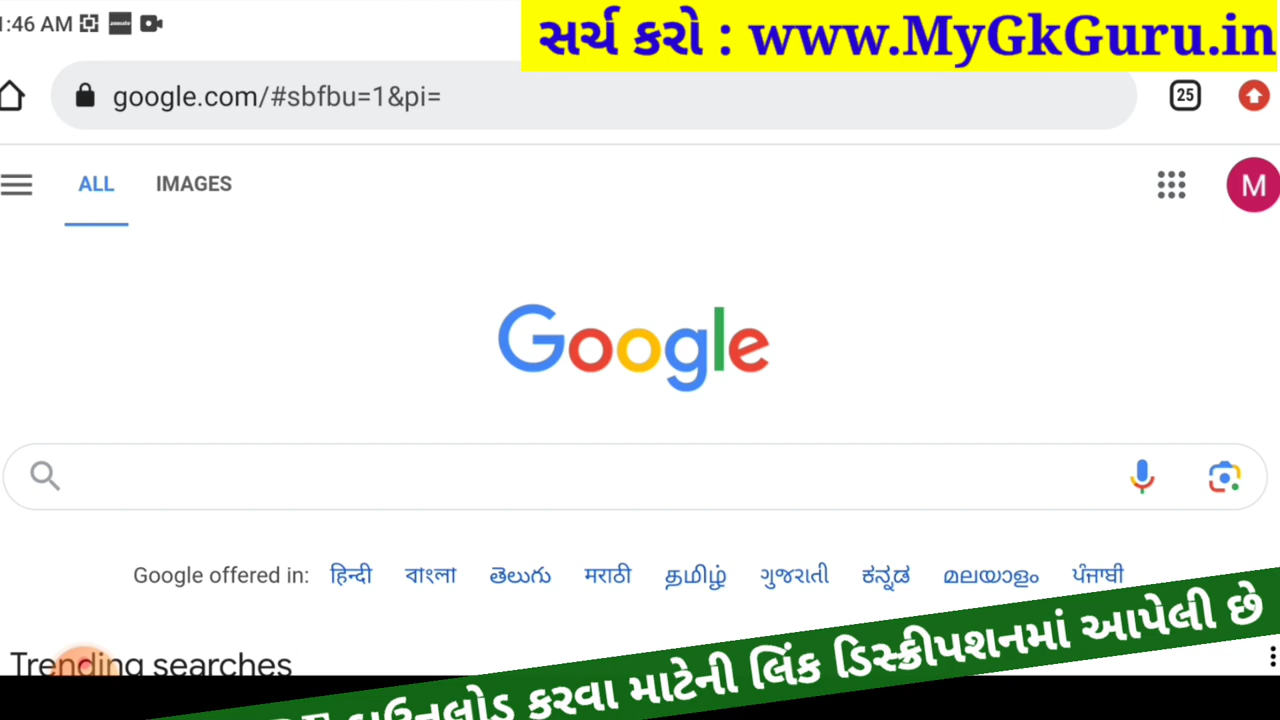 1:46 AM
સર્ચ કરો : www.MyGkGuru.in
google.com/#sbfbu=1&pi=
25
ALL IMAGES
M
Google
Google offered in: हिन्दी বাংলা తెలుగు मराठी தமிழ் ગુજરાતી ಕನ್ನಡ മലയാളം ਪੰਜਾਬੀ
Trending searches
ડાઉનલોડ કરવા માટેની લિંક ડિસ્ક્રીપશનમાં આપેલી છે